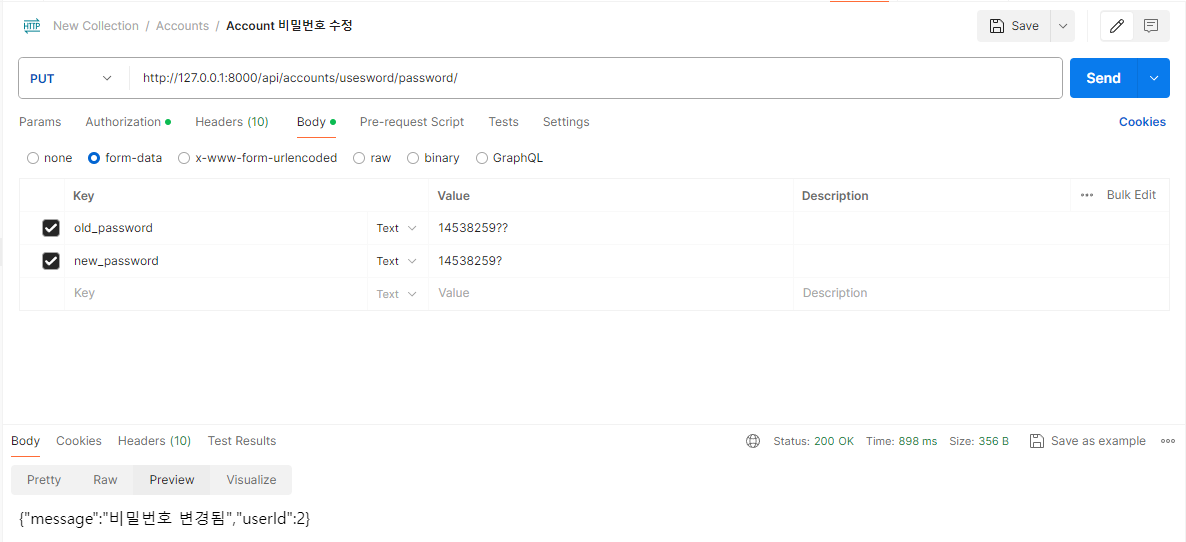 HTTP New Collection / Accounts / Account 비밀번호 수정 Save
PUT http://127.0.0.1:8000/api/accounts/usesword/password/ Send
Params Authorization Headers (10) Body Pre-request Script Tests Settings Cookies
none form-data x-www-form-urlencoded raw binary GraphQL
Key Value Description Bulk Edit
old_password Text 14538259??
new_password Text 14538259?
Key Text Value Description
Body Cookies Headers (10) Test Results Status: 200 OK Time: 898 ms Size: 356 B Save as example
Pretty Raw Preview Visualize
{"message":"비밀번호 변경됨","userId":2}